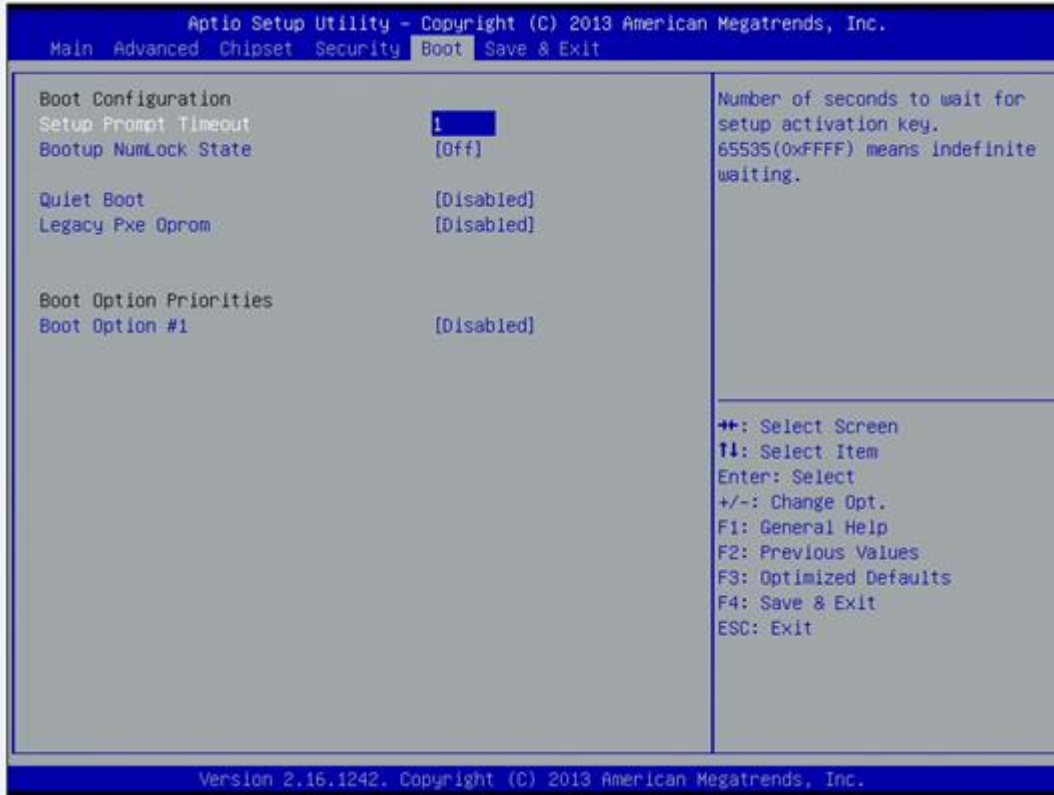 Aptio Setup Utility – Copyright (C) 2013 American Megatrends, Inc.
Main Advanced Chipset Security Boot Save & Exit
Boot Configuration
Setup Prompt Timeout 1
Bootup NumLock State [Off]
Quiet Boot [Disabled]
Legacy Pxe Oprom [Disabled]
Boot Option Priorities
Boot Option #1 [Disabled]
Number of seconds to wait for
setup activation key.
65535(0xFFFF) means indefinite
waiting.
→←: Select Screen
↑↓: Select Item
Enter: Select
+/-: Change Opt.
F1: General Help
F2: Previous Values
F3: Optimized Defaults
F4: Save & Exit
ESC: Exit
Version 2.16.1242. Copyright (C) 2013 American Megatrends, Inc.